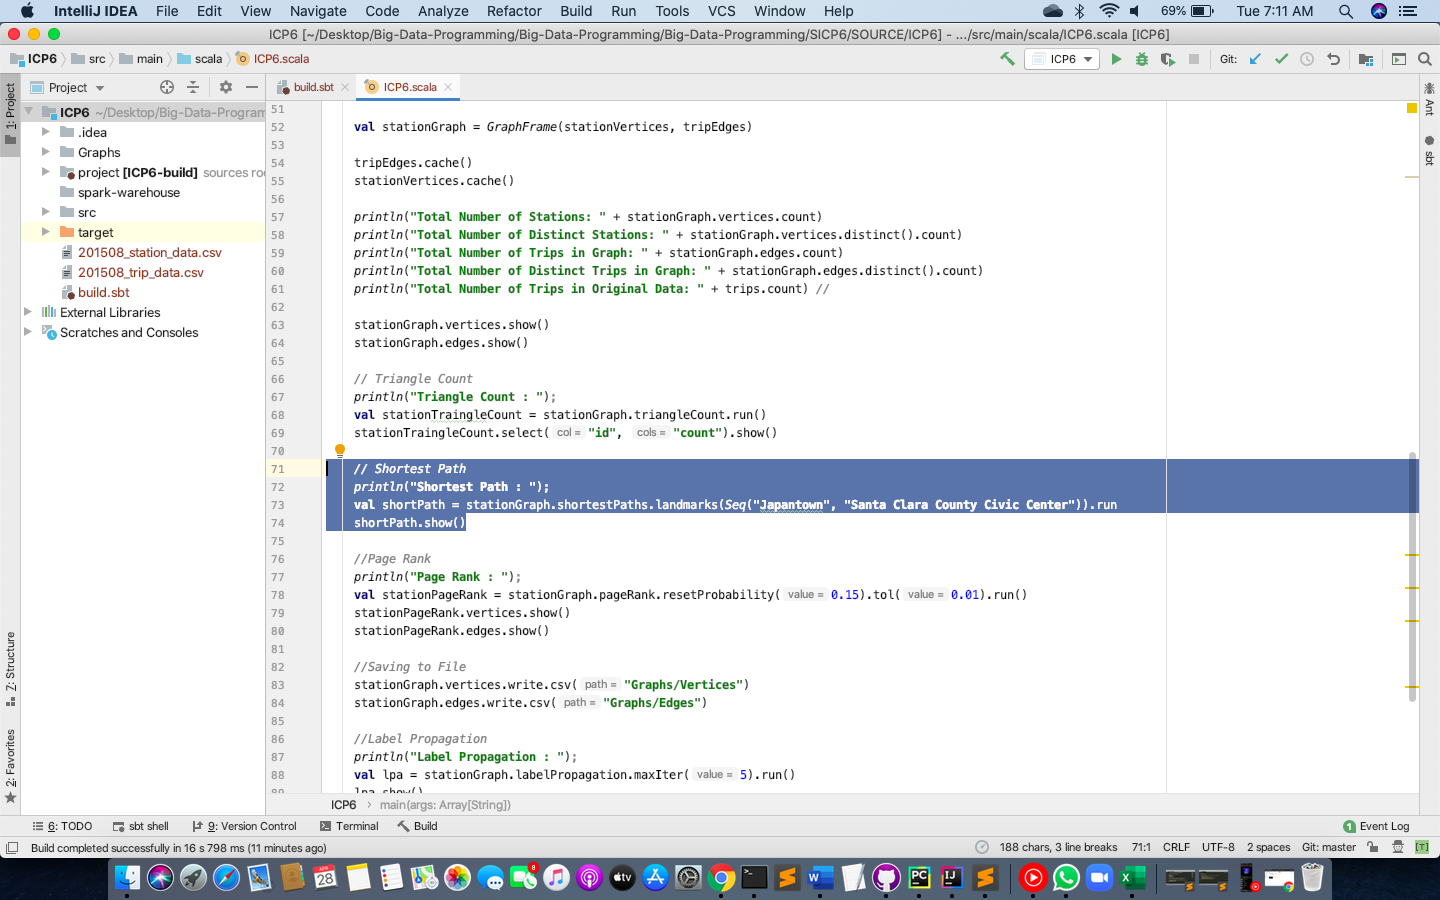 IntelliJ IDEA File Edit View Navigate Code Analyze Refactor Build Run Tools VCS Window Help 69% Tue 7:11 AM
ICP6 [~/Desktop/Big-Data-Programming/Big-Data-Programming/Big-Data-Programming/SICP6/SOURCE/ICP6] - .../src/main/scala/ICP6.scala [ICP6]
ICP6 src main scala ICP6.scala ICP6 Git:
Project build.sbt ICP6.scala
1: Project
ICP6 ~/Desktop/Big-Data-Program
.idea
Graphs
project [ICP6-build] sources roo
spark-warehouse
src
target
201508_station_data.csv
201508_trip_data.csv
build.sbt
External Libraries
Scratches and Consoles
Z: Structure
2: Favorites
Ant
sbt
51
52 val stationGraph = GraphFrame(stationVertices, tripEdges)
53
54 tripEdges.cache()
55 stationVertices.cache()
56
57 println("Total Number of Stations: " + stationGraph.vertices.count)
58 println("Total Number of Distinct Stations: " + stationGraph.vertices.distinct().count)
59 println("Total Number of Trips in Graph: " + stationGraph.edges.count)
60 println("Total Number of Distinct Trips in Graph: " + stationGraph.edges.distinct().count)
61 println("Total Number of Trips in Original Data: " + trips.count) //
62
63 stationGraph.vertices.show()
64 stationGraph.edges.show()
65
66 // Triangle Count
67 println("Triangle Count : ");
68 val stationTraingleCount = stationGraph.triangleCount.run()
69 stationTraingleCount.select( col = "id", cols = "count").show()
70
71 // Shortest Path
72 println("Shortest Path : ");
73 val shortPath = stationGraph.shortestPaths.landmarks(Seq("Japantown", "Santa Clara County Civic Center")).run
74 shortPath.show()
75
76 //Page Rank
77 println("Page Rank : ");
78 val stationPageRank = stationGraph.pageRank.resetProbability( value = 0.15).tol( value = 0.01).run()
79 stationPageRank.vertices.show()
80 stationPageRank.edges.show()
81
82 //Saving to File
83 stationGraph.vertices.write.csv( path = "Graphs/Vertices")
84 stationGraph.edges.write.csv( path = "Graphs/Edges")
85
86 //Label Propagation
87 println("Label Propagation : ");
88 val lpa = stationGraph.labelPropagation.maxIter( value = 5).run()
89 lpa.show()
ICP6 main(args: Array[String])
6: TODO sbt shell 9: Version Control Terminal Build 1 Event Log
Build completed successfully in 16 s 798 ms (11 minutes ago) 188 chars, 3 line breaks 71:1 CRLF UTF-8 2 spaces Git: master [T]
APR
28
8
tv
W
PC
IJ
X